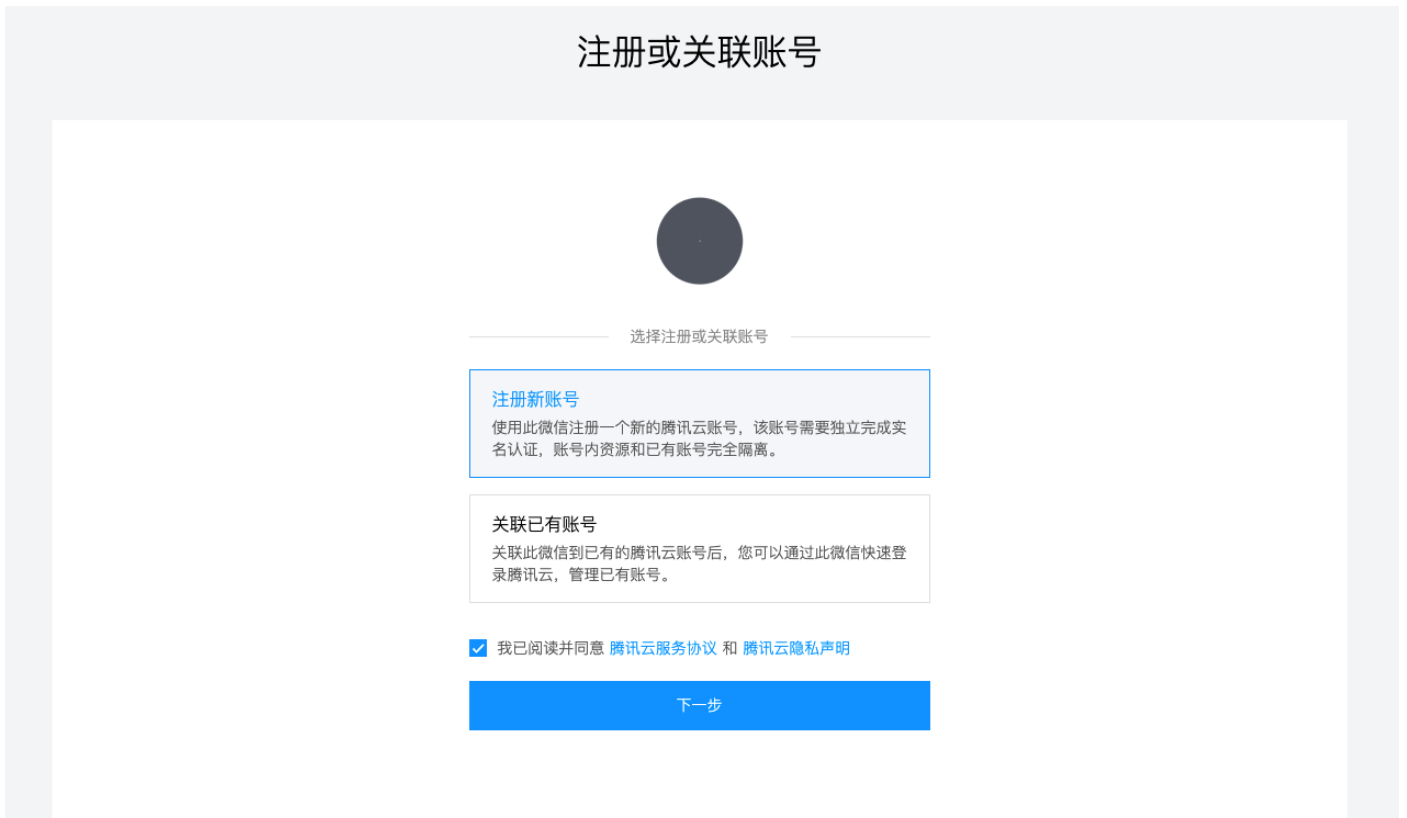 注册或关联账号
选择注册或关联账号
注册新账号
使用此微信注册一个新的腾讯云账号，该账号需要独立完成实
名认证，账号内资源和已有账号完全隔离。
关联已有账号
关联此微信到已有的腾讯云账号后，您可以通过此微信快速登
录腾讯云，管理已有账号。
我已阅读并同意 腾讯云服务协议 和 腾讯云隐私声明
下一步